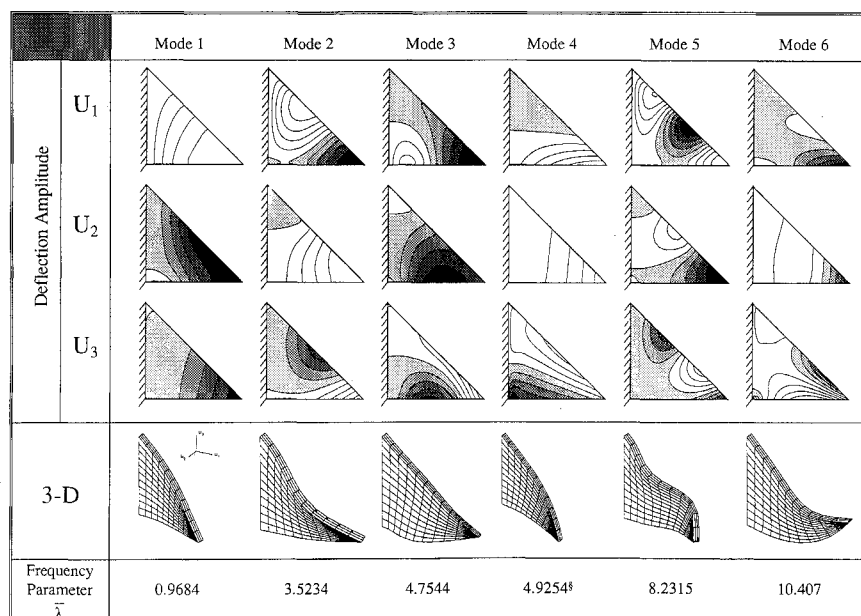 Mode 1 Mode 2 Mode 3 Mode 4 Mode 5 Mode 6
Deflection Amplitude
U₁
U₂
U₃
3-D
Frequency
Parameter 0.9684 3.5234 4.7544 4.9254§ 8.2315 10.407
λ̄